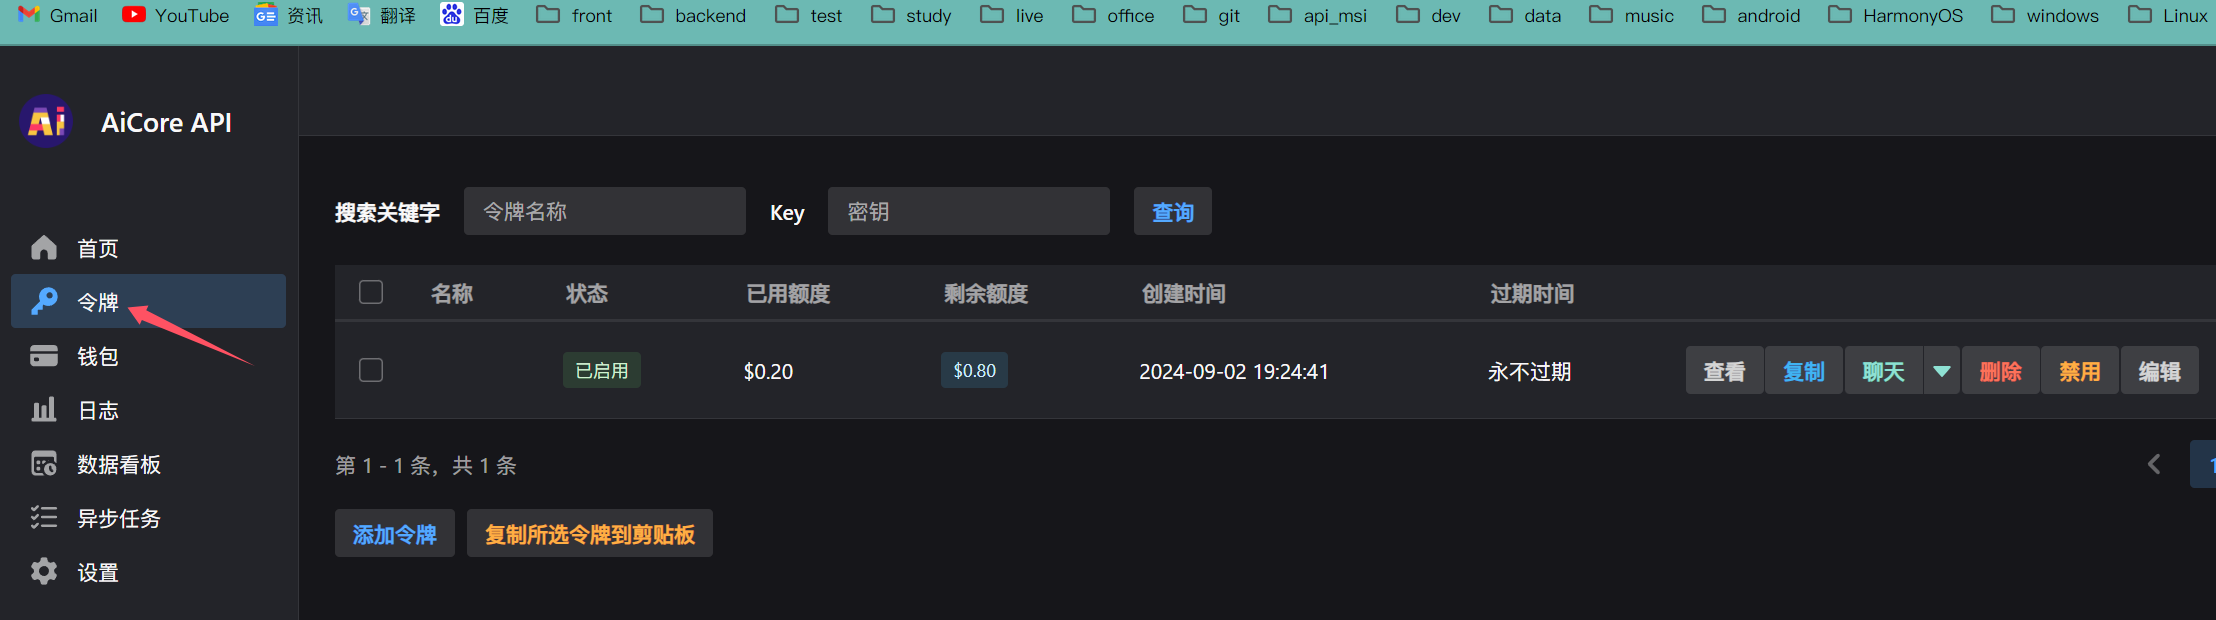 Gmail YouTube 资讯 翻译 百度 front backend test study live office git api_msi dev data music android HarmonyOS windows Linux
AiCore API
搜索关键字 令牌名称 Key 密钥 查询
首页
令牌
钱包
日志
数据看板
异步任务
设置
名称 状态 已用额度 剩余额度 创建时间 过期时间
已启用 $0.20 $0.80 2024-09-02 19:24:41 永不过期 查看 复制 聊天 删除 禁用 编辑
第 1 - 1 条，共 1 条
1
添加令牌 复制所选令牌到剪贴板